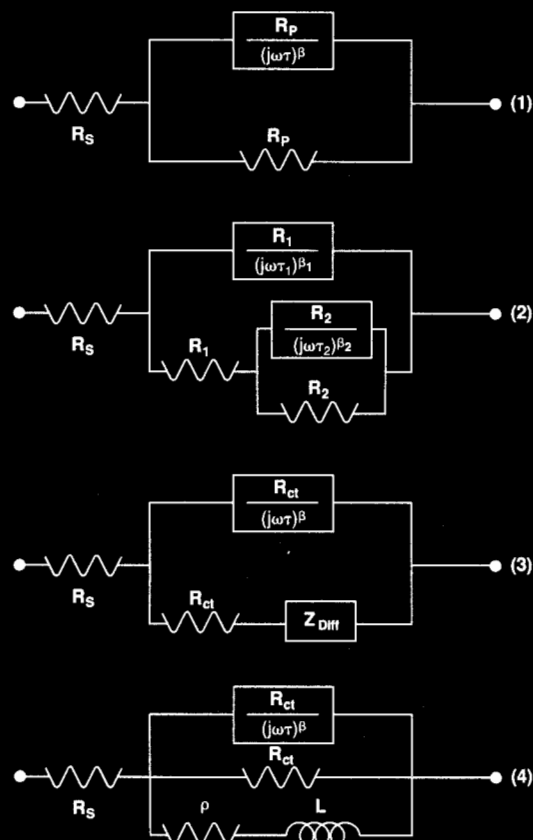 R_P
(jωτ)^β
(1)
R_S
R_P
R_1
(jωτ_1)^β_1
(2)
R_2
R_S
R_1
(jωτ_2)^β_2
R_2
R_ct
(jωτ)^β
(3)
R_S
R_ct
Z_Diff
R_ct
(jωτ)^β
R_ct
(4)
R_S
ρ
L